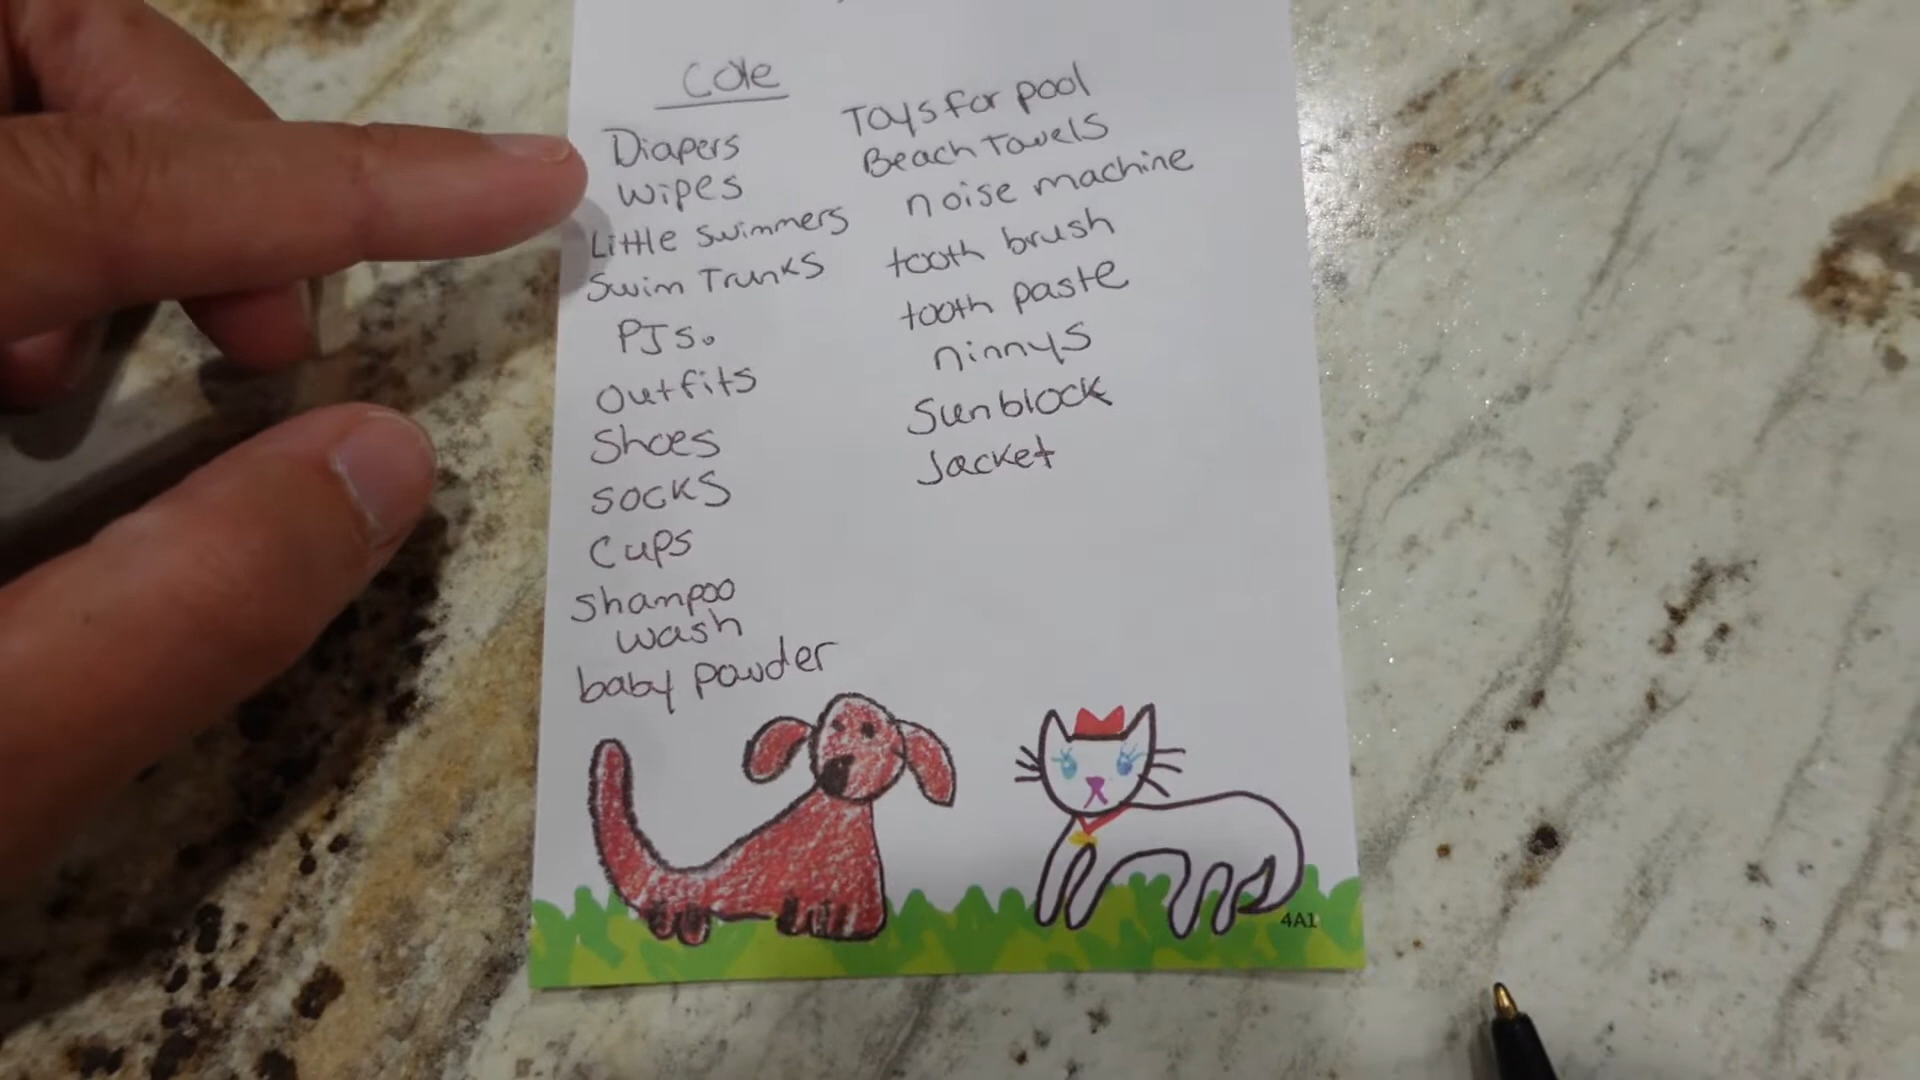 Cole
Diapers
wipes
Little Swimmers
Swim Trunks
PJs.
Outfits
Shoes
SOCKS
Cups
Shampoo
wash
baby powder
Toys for pool
Beach Towels
noise machine
tooth brush
tooth paste
ninnys
Sunblock
Jacket
4A1